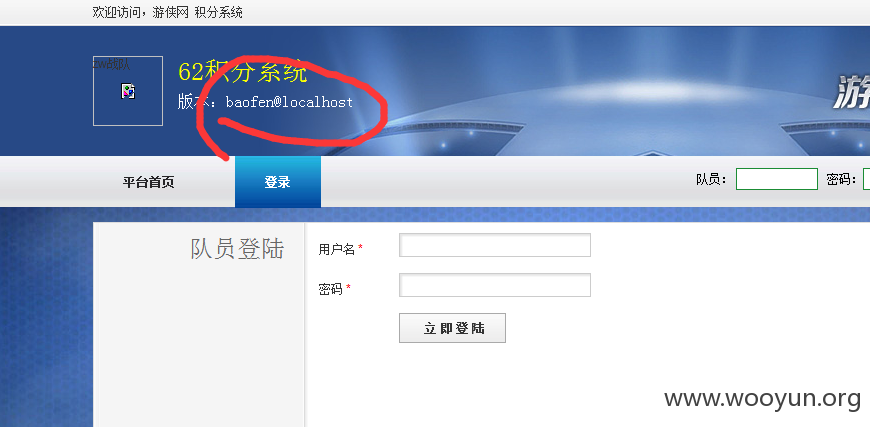 欢迎访问，游侠网 积分系统
62积分系统
版本：baofen@localhost
游
平台首页
登录
队员：
密码：
队员登陆
用户名 *
密码 *
立即登陆
www.wooyun.org